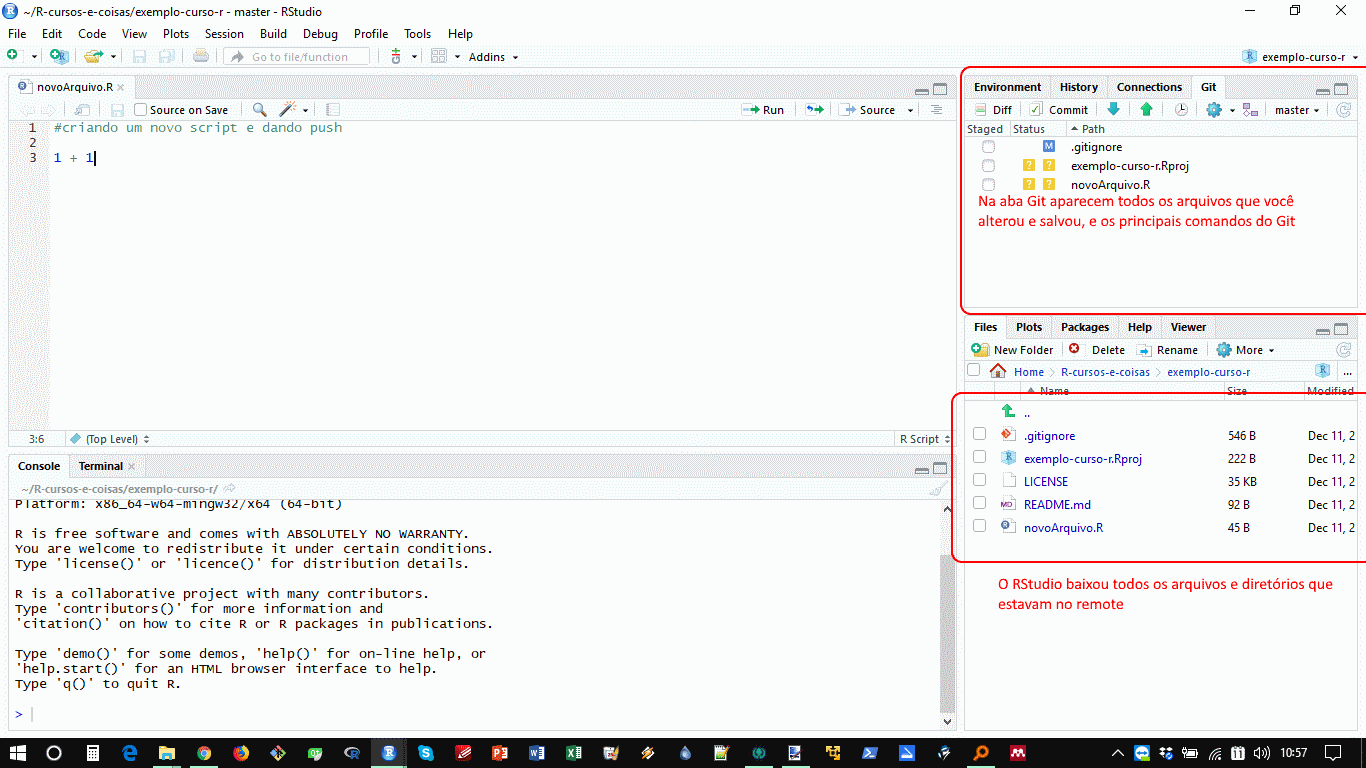 ~/R-cursos-e-coisas/exemplo-curso-r - master - RStudio
File Edit Code View Plots Session Build Debug Profile Tools Help
Go to file/function Addins exemplo-curso-r
novoArquivo.R
Source on Save Run Source
1 #criando um novo script e dando push
2
3 1 + 1
3:6 (Top Level) R Script
Console Terminal
~/R-cursos-e-coisas/exemplo-curso-r/
Platform: x86_64-w64-mingw32/x64 (64-bit)
R is free software and comes with ABSOLUTELY NO WARRANTY.
You are welcome to redistribute it under certain conditions.
Type 'license()' or 'licence()' for distribution details.
R is a collaborative project with many contributors.
Type 'contributors()' for more information and
'citation()' on how to cite R or R packages in publications.
Type 'demo()' for some demos, 'help()' for on-line help, or
'help.start()' for an HTML browser interface to help.
Type 'q()' to quit R.
>
Environment History Connections Git
Diff Commit master
Staged Status Path
M .gitignore
? ? exemplo-curso-r.Rproj
? ? novoArquivo.R
Na aba Git aparecem todos os arquivos que você
alterou e salvou, e os principais comandos do Git
Files Plots Packages Help Viewer
New Folder Delete Rename More
Home R-cursos-e-coisas exemplo-curso-r ...
Name Size Modified
..
.gitignore 546 B Dec 11, 2
exemplo-curso-r.Rproj 222 B Dec 11, 2
LICENSE 35 KB Dec 11, 2
README.md 92 B Dec 11, 2
novoArquivo.R 45 B Dec 11, 2
O RStudio baixou todos os arquivos e diretórios que
estavam no remote
10:57